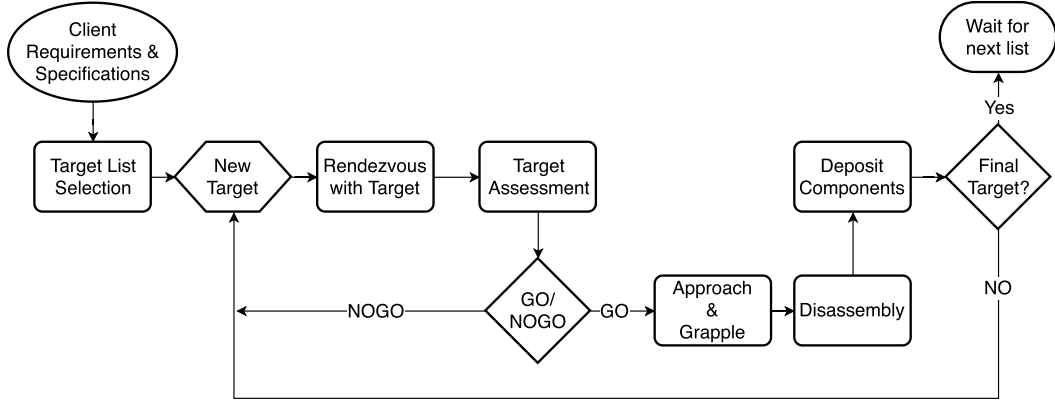 Client
Requirements &
Specifications
Target List
Selection
New
Target
Rendezvous
with Target
Target
Assessment
GO/
NOGO
NOGO
GO
Approach
&
Grapple
Disassembly
Deposit
Components
Final
Target?
Yes
Wait for
next list
NO